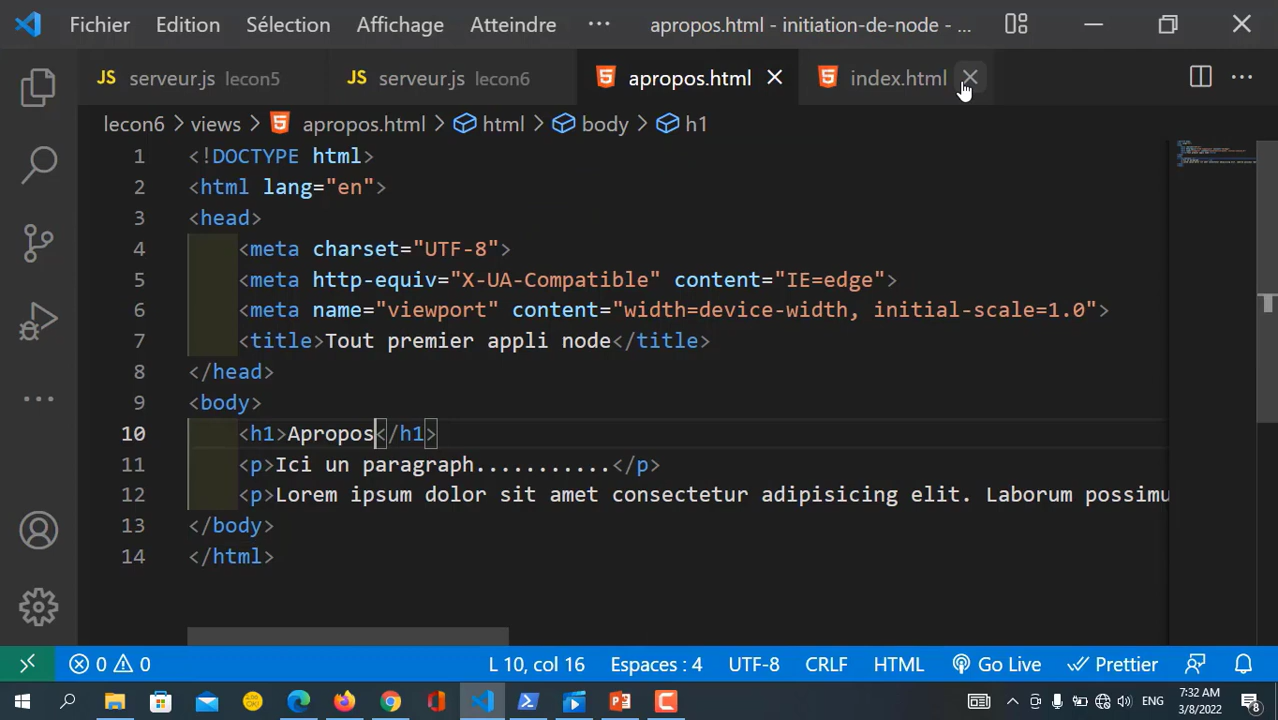 Fichier Edition Sélection Affichage Atteindre ··· apropos.html - initiation-de-node - ...
JS serveur.js lecon5 JS serveur.js lecon6 apropos.html index.html
lecon6 > views > apropos.html > html > body > h1
1 <!DOCTYPE html>
2 <html lang="en">
3 <head>
4 <meta charset="UTF-8">
5 <meta http-equiv="X-UA-Compatible" content="IE=edge">
6 <meta name="viewport" content="width=device-width, initial-scale=1.0">
7 <title>Tout premier appli node</title>
8 </head>
9 <body>
10 <h1>Apropos</h1>
11 <p>Ici un paragraph...........</p>
12 <p>Lorem ipsum dolor sit amet consectetur adipisicing elit. Laborum possimu
13 </body>
14 </html>
0 0 L 10, col 16 Espaces : 4 UTF-8 CRLF HTML Go Live Prettier
ENG 7:32 AM
3/8/2022 8